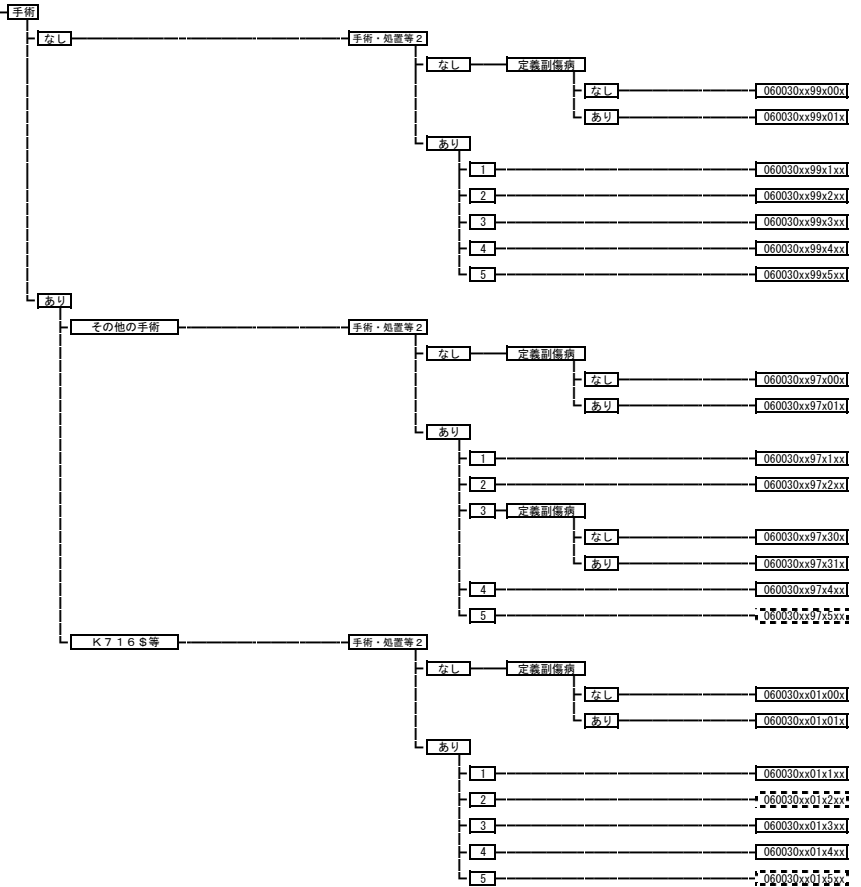 手術
なし 手術・処置等2
なし 定義副傷病
なし 060030xx99x00x
あり 060030xx99x01x
あり
1 060030xx99x1xx
2 060030xx99x2xx
3 060030xx99x3xx
4 060030xx99x4xx
5 060030xx99x5xx
あり
その他の手術 手術・処置等2
なし 定義副傷病
なし 060030xx97x00x
あり 060030xx97x01x
あり
1 060030xx97x1xx
2 060030xx97x2xx
3 定義副傷病
なし 060030xx97x30x
あり 060030xx97x31x
4 060030xx97x4xx
5 060030xx97x5xx
K716$等 手術・処置等2
なし 定義副傷病
なし 060030xx01x00x
あり 060030xx01x01x
あり
1 060030xx01x1xx
2 060030xx01x2xx
3 060030xx01x3xx
4 060030xx01x4xx
5 060030xx01x5xx